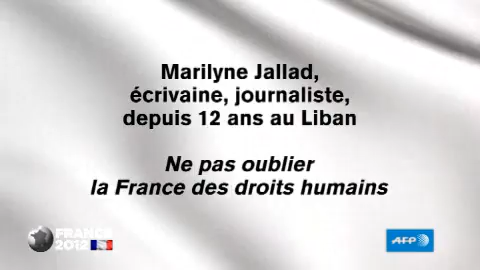 Marilyne Jallad,
écrivaine, journaliste,
depuis 12 ans au Liban
Ne pas oublier
la France des droits humains
FRANCE
2012
AFP